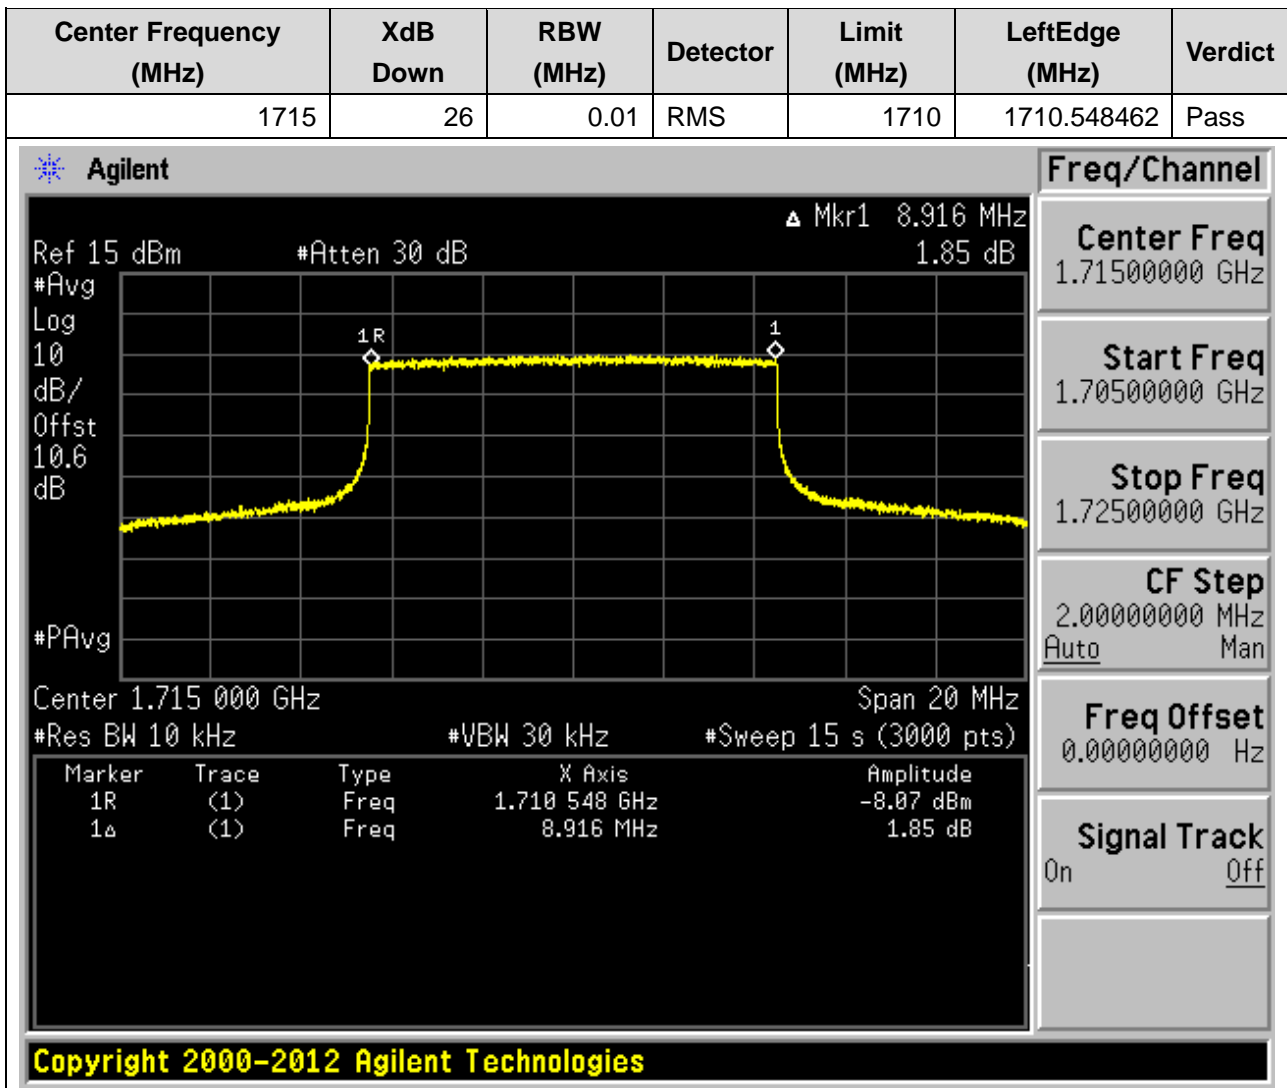 Center Frequency (MHz) XdB Down RBW (MHz) Detector Limit (MHz) LeftEdge (MHz) Verdict
1715 26 0.01 RMS 1710 1710.548462 Pass
Agilent
Freq/Channel
Δ Mkr1 8.916 MHz
Ref 15 dBm #Atten 30 dB 1.85 dB
#Avg
Log
10
dB/
Offst
10.6
dB
#PAvg
1R
1
Center 1.715 000 GHz Span 20 MHz
#Res BW 10 kHz #VBW 30 kHz #Sweep 15 s (3000 pts)
Marker Trace Type X Axis Amplitude
1R (1) Freq 1.710 548 GHz -8.07 dBm
1Δ (1) Freq 8.916 MHz 1.85 dB
Center Freq
1.71500000 GHz
Start Freq
1.70500000 GHz
Stop Freq
1.72500000 GHz
CF Step
2.00000000 MHz
Auto Man
Freq Offset
0.00000000 Hz
Signal Track
On Off
Copyright 2000-2012 Agilent Technologies